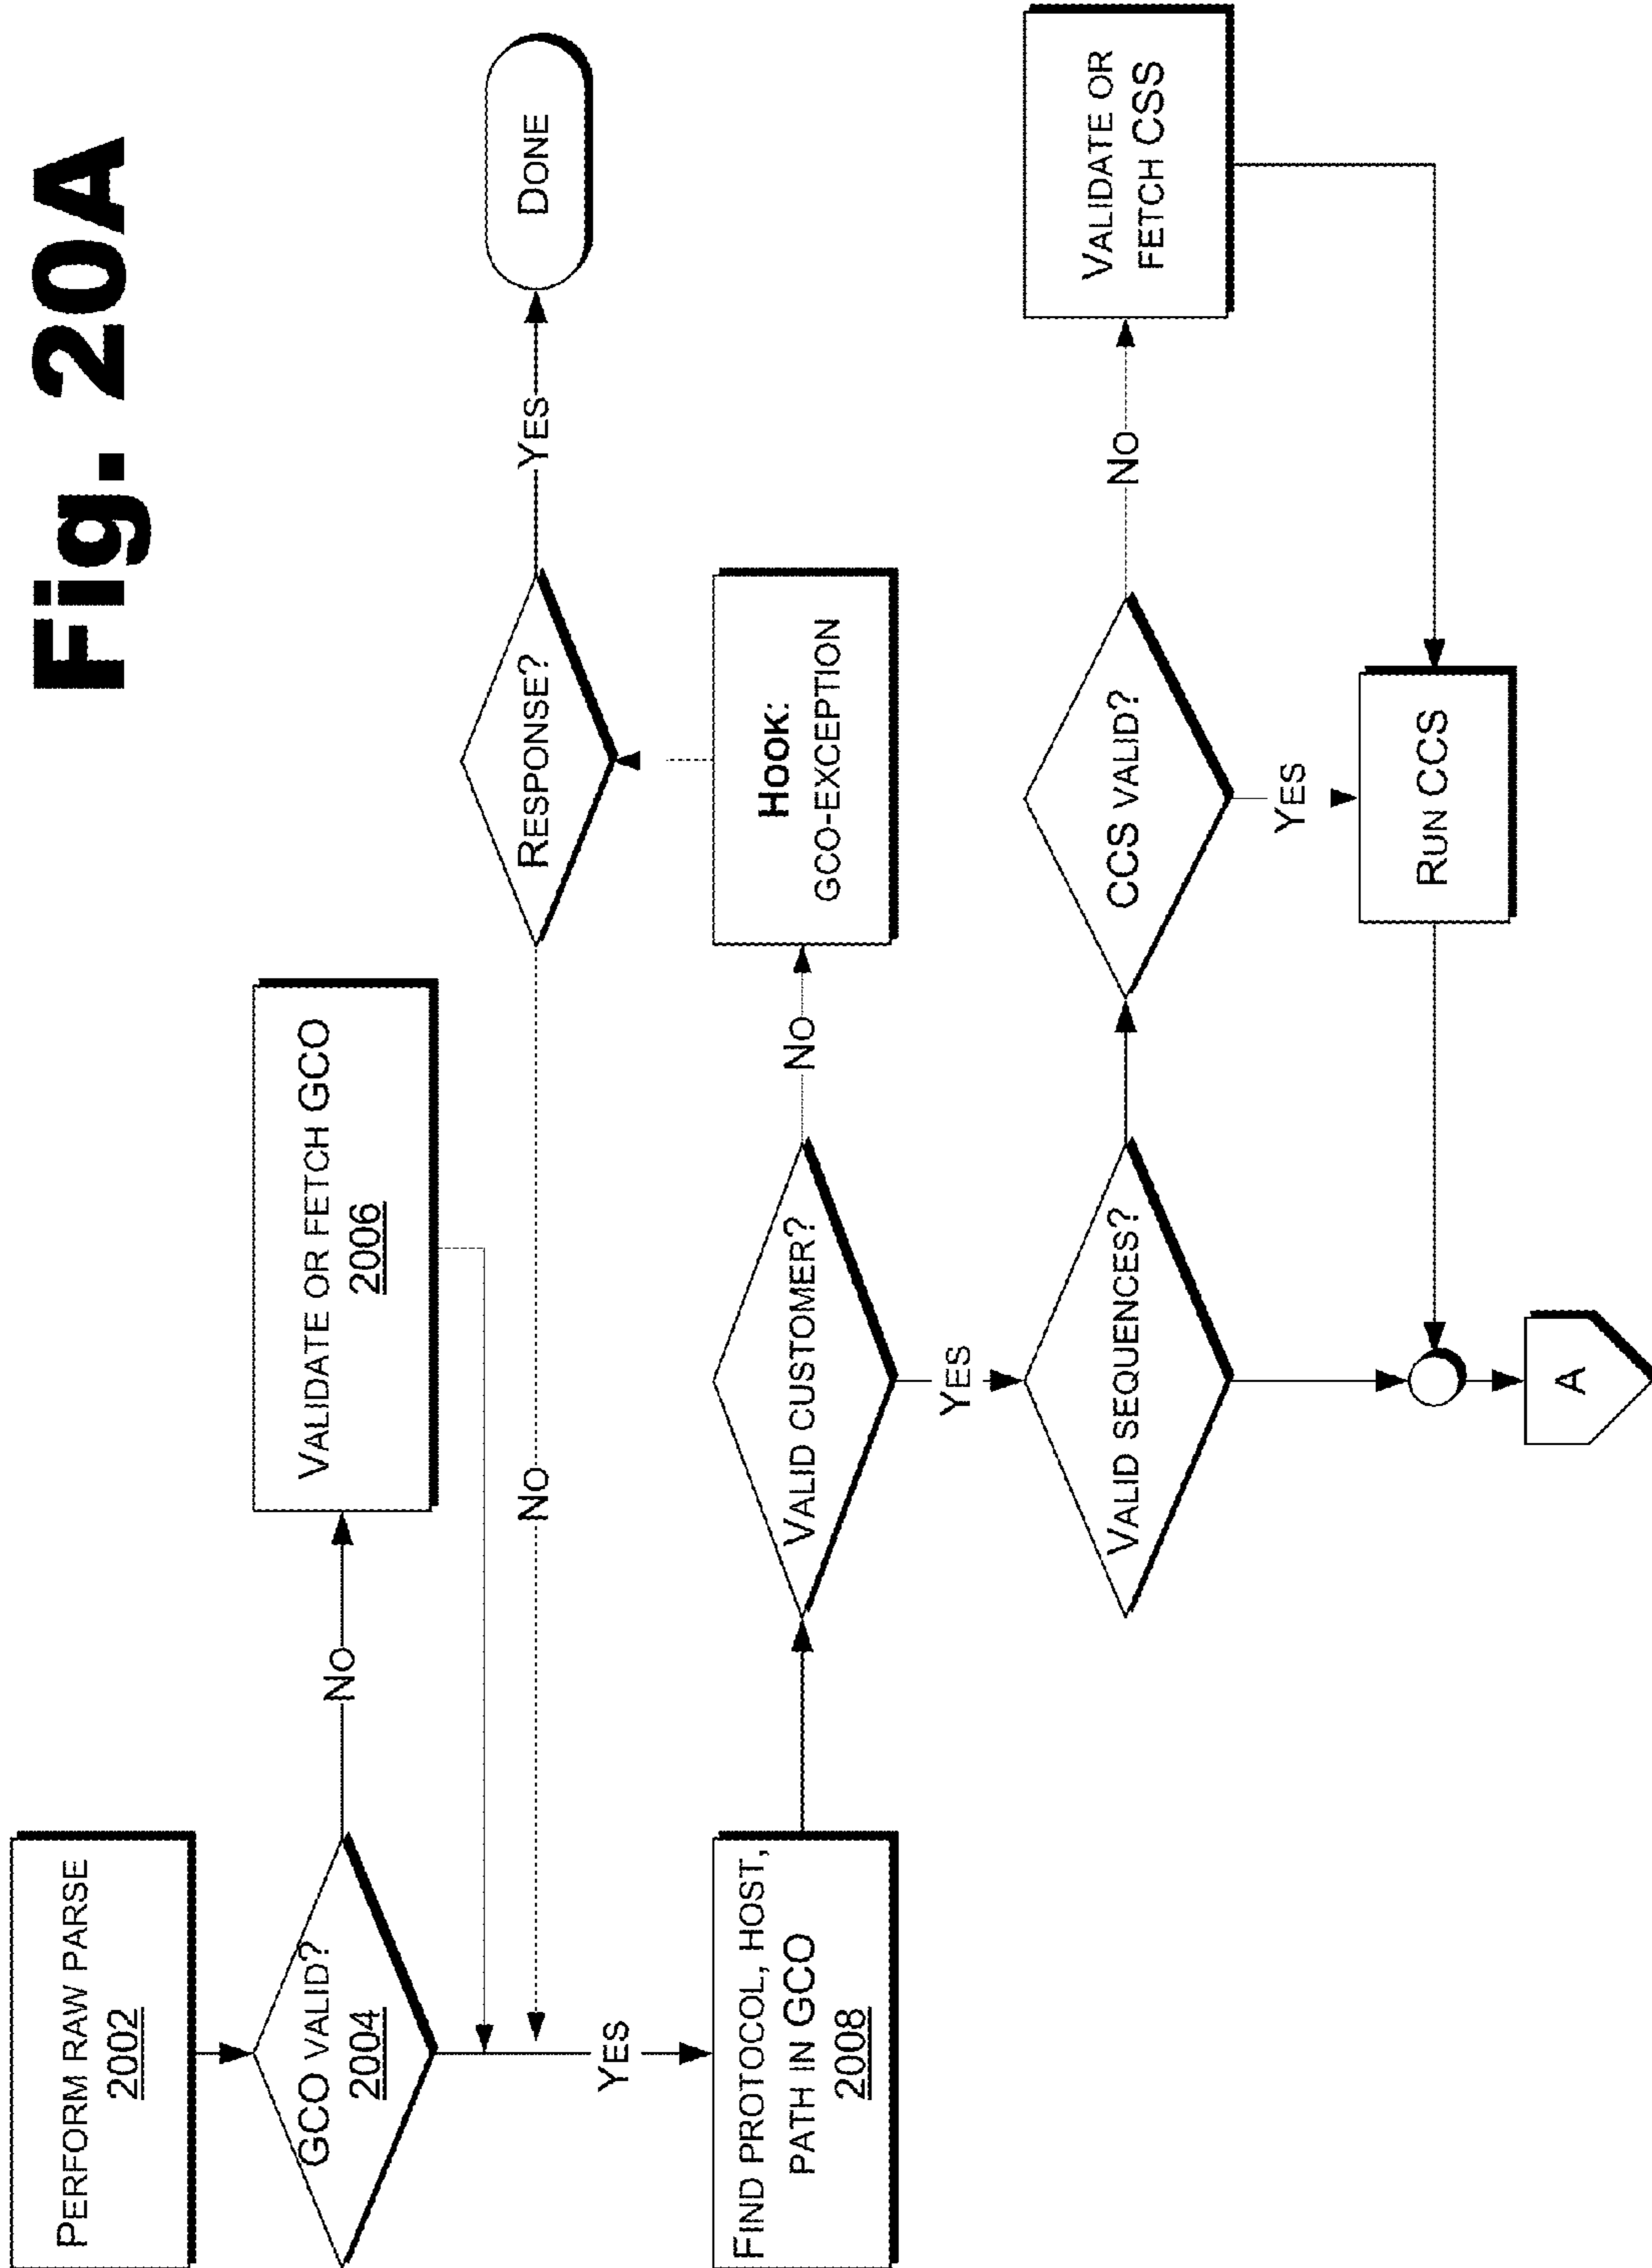 Fig. 20A
PERFORM RAW PARSE
2002
GCO VALID?
2004
NO
VALIDATE OR FETCH GCO
2006
YES
NO
RESPONSE?
YES
DONE
FIND PROTOCOL, HOST,
PATH IN GCO
2008
VALID CUSTOMER?
NO
HOOK:
GCO-EXCEPTION
YES
VALID SEQUENCES?
CCS VALID?
NO
VALIDATE OR
FETCH CSS
YES
RUN CCS
A